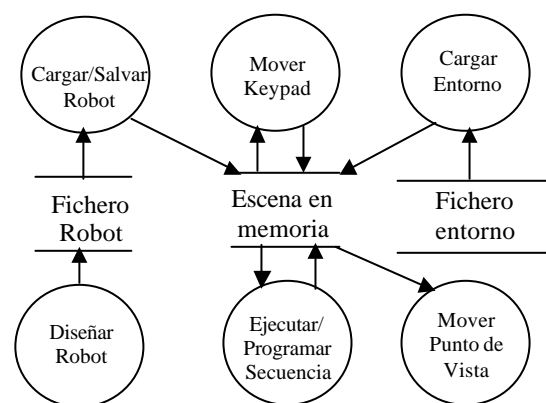 Cargar/Salvar
Robot
Mover
Keypad
Cargar
Entorno
Fichero
Robot
Escena en
memoria
Fichero
entorno
Diseñar
Robot
Ejecutar/
Programar
Secuencia
Mover
Punto de
Vista